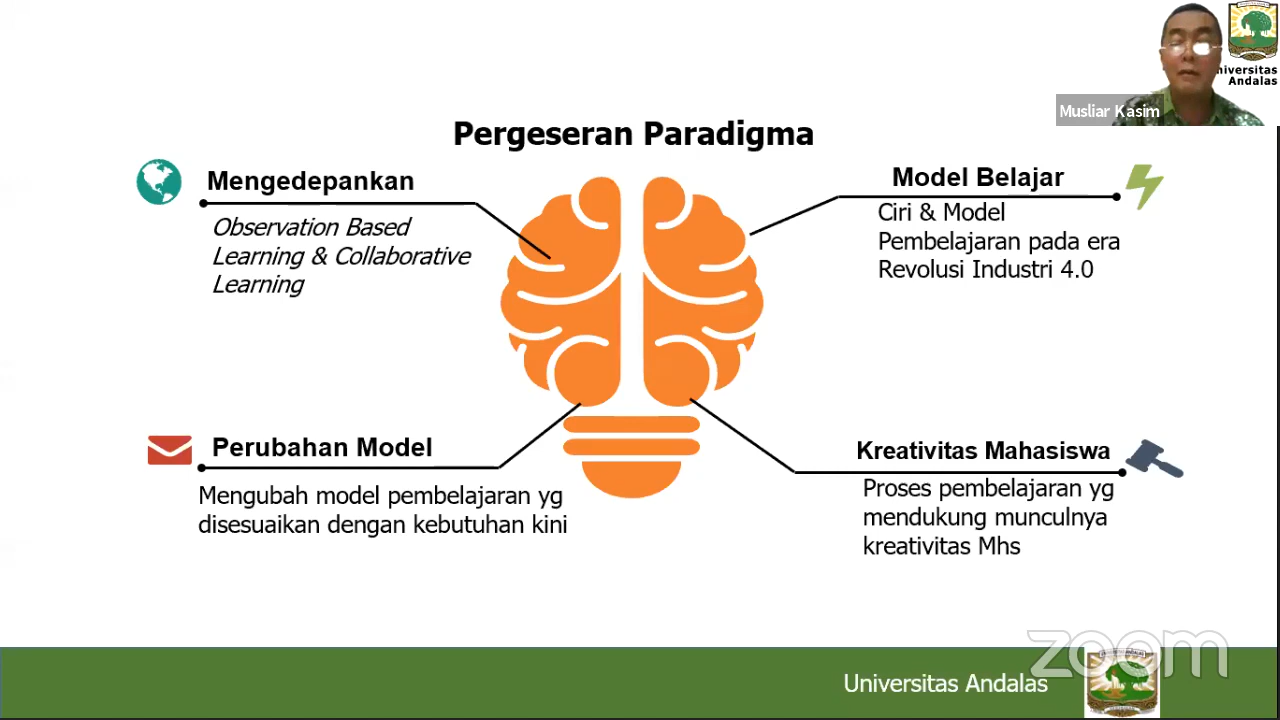 Universitas
Andalas
Musliar Kasim
Pergeseran Paradigma
Mengedepankan
Observation Based
Learning & Collaborative
Learning
Model Belajar
Ciri & Model
Pembelajaran pada era
Revolusi Industri 4.0
Perubahan Model
Mengubah model pembelajaran yg
disesuaikan dengan kebutuhan kini
Kreativitas Mahasiswa
Proses pembelajaran yg
mendukung munculnya
kreativitas Mhs
zoom
Universitas Andalas